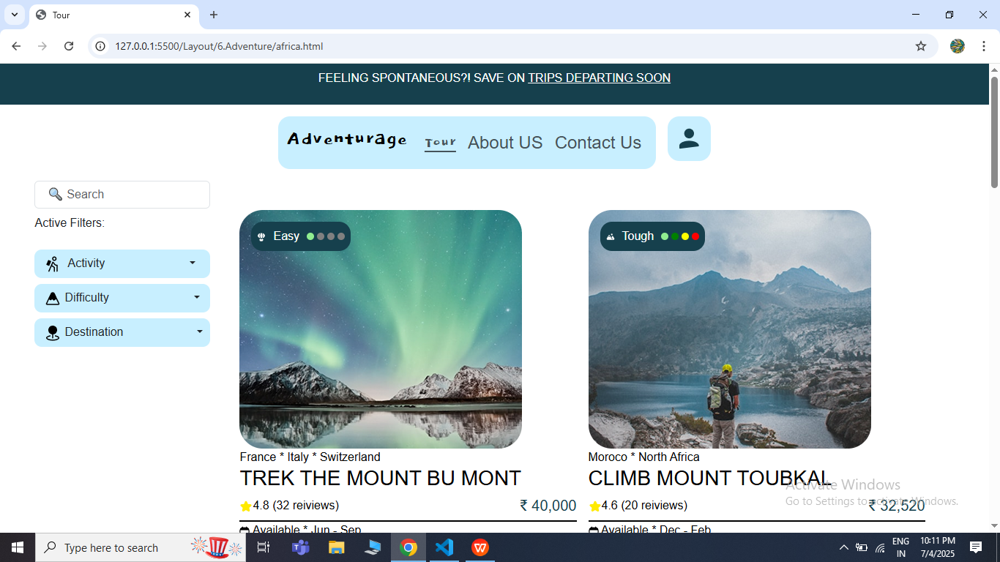 Tour
127.0.0.1:5500/Layout/6.Adventure/africa.html
FEELING SPONTANEOUS?! SAVE ON TRIPS DEPARTING SOON
Adventurage Tour About US Contact Us
Search
Active Filters:
Activity
Difficulty
Destination
Easy
Tough
France * Italy * Switzerland
TREK THE MOUNT BU MONT
4.8 (32 reiviews) ₹ 40,000
Available * Jun - Sep
Moroco * North Africa
CLIMB MOUNT TOUBKAL
4.6 (20 reiviews) ₹ 32,520
Available * Dec - Feb
Activate Windows
Go to Settings to activate Windows.
Type here to search
ENG
IN
10:11 PM
7/4/2025